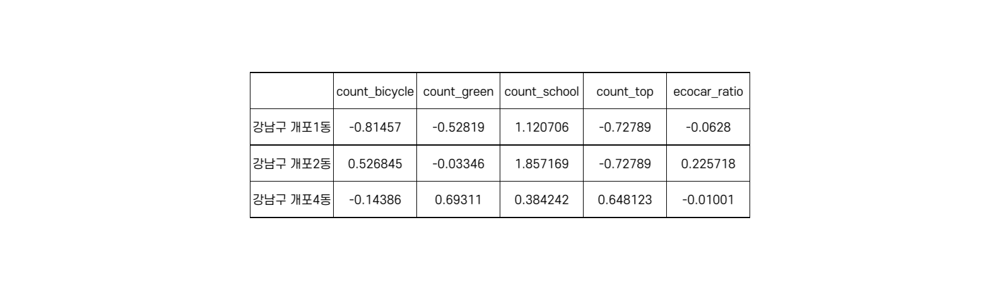 count_bicycle count_green count_school count_top ecocar_ratio
강남구 개포1동 -0.81457 -0.52819 1.120706 -0.72789 -0.0628
강남구 개포2동 0.526845 -0.03346 1.857169 -0.72789 0.225718
강남구 개포4동 -0.14386 0.69311 0.384242 0.648123 -0.01001